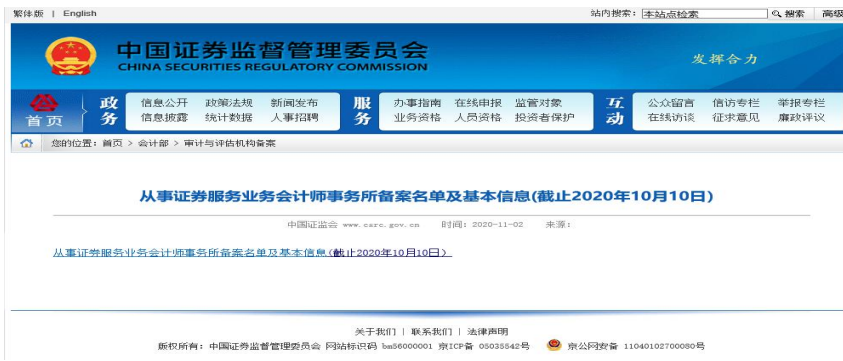 繁体版 | English
站内搜索: 本站点检索 搜索 高级
中国证券监督管理委员会
CHINA SECURITIES REGULATORY COMMISSION
发挥合力
首页
政务 信息公开 政策法规 新闻发布 服务 办事指南 在线申报 监管对象 互动 公众留言 信访专栏 举报专栏
信息披露 统计数据 人事招聘 业务资格 人员资格 投资者保护 在线访谈 征求意见 廉政评议
您的位置: 首页 > 会计部 > 审计与评估机构备案
从事证券服务业务会计师事务所备案名单及基本信息(截止2020年10月10日)
中国证监会 www.csrc.gov.cn 时间: 2020-11-02 来源:
从事证券服务业务会计师事务所备案名单及基本信息(截止2020年10月10日)
关于我们 | 联系我们 | 法律声明
版权所有: 中国证券监督管理委员会 网站标识码 bm56000001 京ICP备 05035542号 京公网安备 11040102700080号